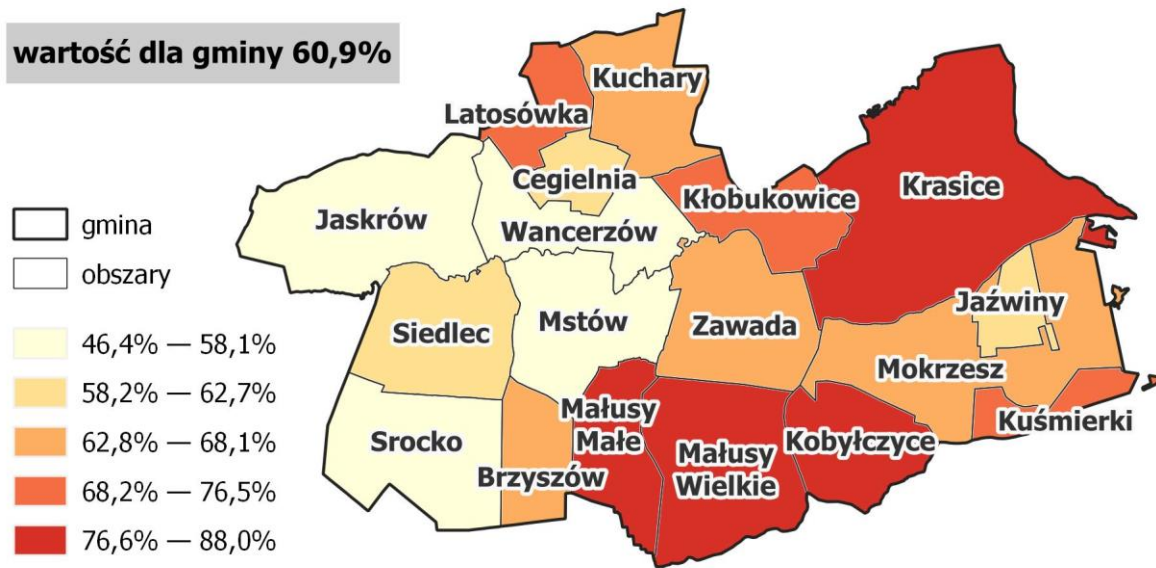 wartość dla gminy 60,9%
Kuchary
Latosówka
Cegielnia
Kłobukowice
Krasice
Jaskrów
Wancerzów
gmina
obszary
Jaźwiny
Siedlec
Mstów
Zawada
46,4% — 58,1%
Mokrzesz
58,2% — 62,7%
Małusy
Małe
Kuśmierki
62,8% — 68,1%
Srocko
Kobyłczyce
Małusy
Wielkie
Brzyszów
68,2% — 76,5%
76,6% — 88,0%